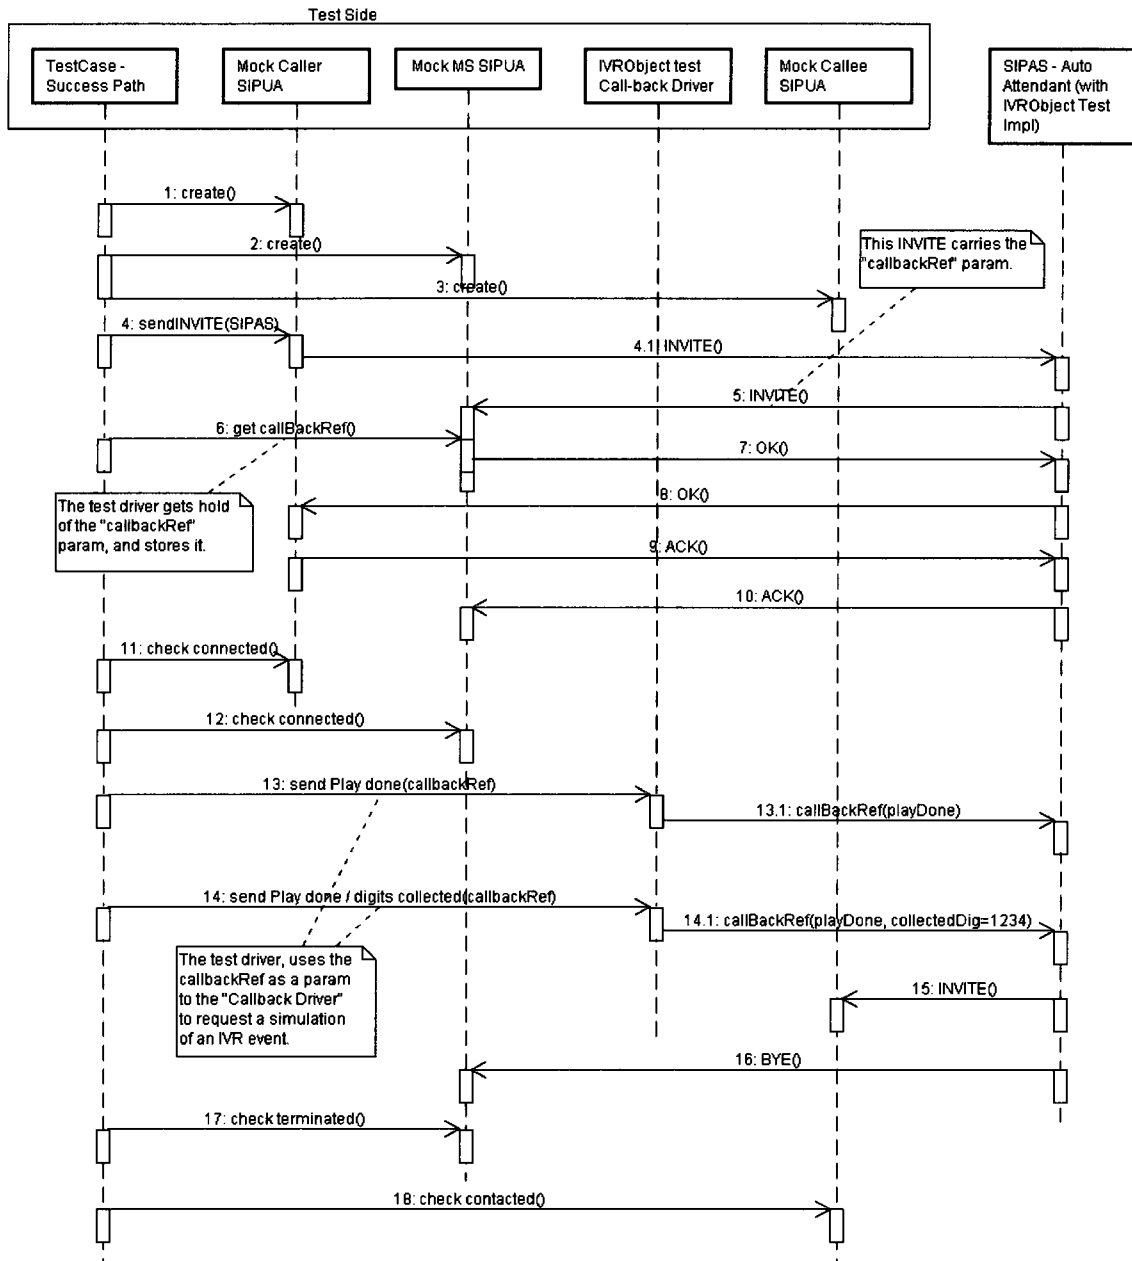 Test Side
TestCase -
Success Path
Mock Caller
SIPUA
Mock MS SIPUA
IVRObject test
Call-back Driver
Mock Callee
SIPUA
SIPAS - Auto
Attendant (with
IVRObject Test
Impl)
1: create()
2: create()
This INVITE carries the
"callbackRef" param.
3: create()
4: sendINVITE(SIPAS)
4.1: INVITE()
5: INVITE()
6: get callBackRef()
7: OK()
The test driver gets hold
of the "callbackRef"
param, and stores it.
8: OK()
9: ACK()
10: ACK()
11: check connected()
12: check connected()
13: send Play done(callbackRef)
13.1: callBackRef(playDone)
14: send Play done / digits collected(callbackRef)
14.1: callBackRef(playDone, collectedDig=1234)
The test driver, uses the
callbackRef as a param
to the "Callback Driver"
to request a simulation
of an IVR event.
15: INVITE()
16: BYE()
17: check terminated()
18: check contacted()